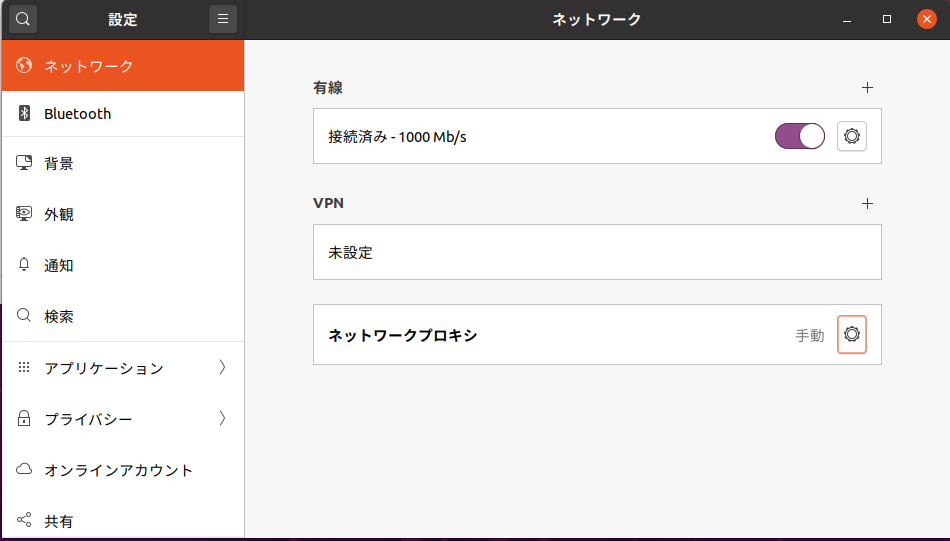 設定
ネットワーク
ネットワーク
Bluetooth
背景
外観
通知
検索
アプリケーション
プライバシー
オンラインアカウント
共有
有線
接続済み - 1000 Mb/s
VPN
未設定
ネットワークプロキシ
手動